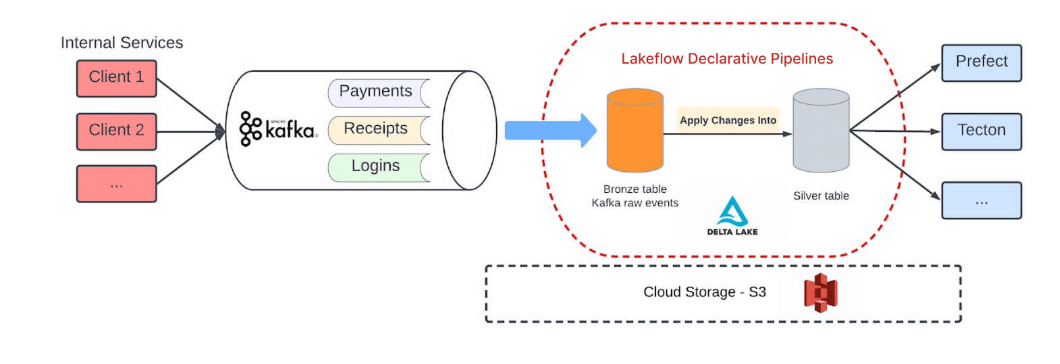 Internal Services
Client 1
Client 2
...
APACHE
kafka®
Payments
Receipts
Logins
Lakeflow Declarative Pipelines
Apply Changes Into
Bronze table
Kafka raw events
Silver table
DELTA LAKE
Prefect
Tecton
...
Cloud Storage - S3